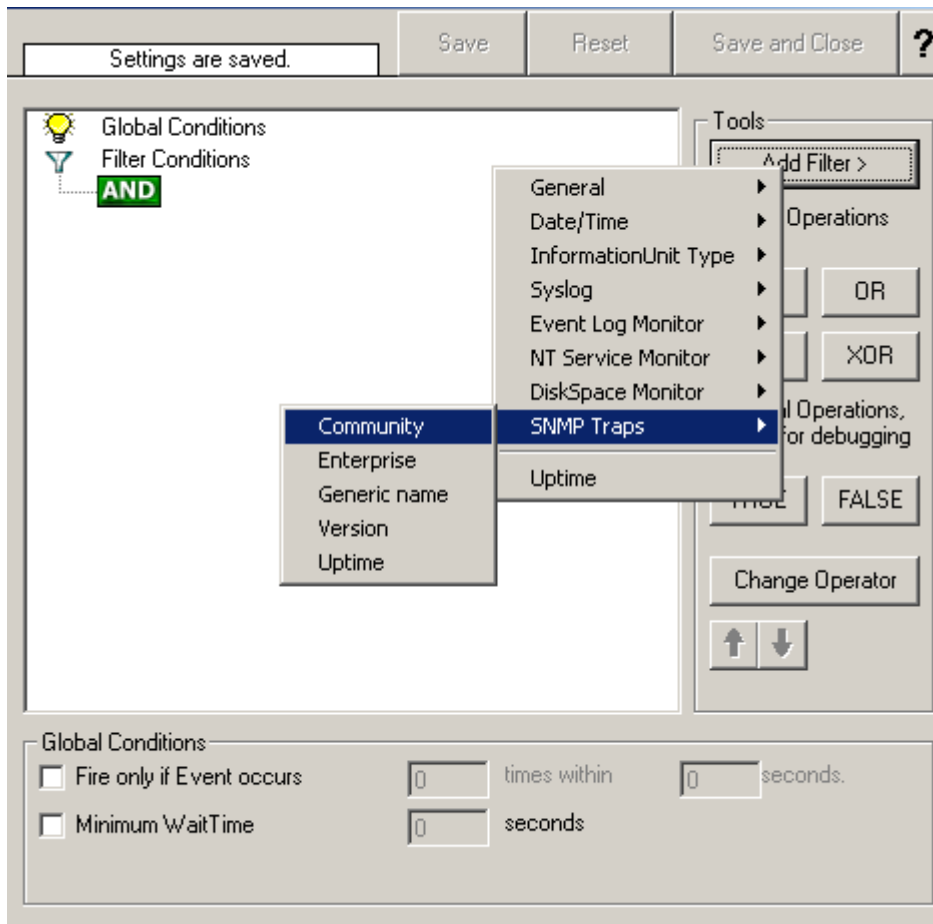 Settings are saved.
Save
Reset
Save and Close
?
Global Conditions
Filter Conditions
AND
Tools
Add Filter >
Operations
OR
XOR
Operations,
for debugging
FALSE
Change Operator
General
Date/Time
InformationUnit Type
Syslog
Event Log Monitor
NT Service Monitor
DiskSpace Monitor
SNMP Traps
Uptime
Community
Enterprise
Generic name
Version
Uptime
Global Conditions
Fire only if Event occurs
0
times within
0
seconds.
Minimum WaitTime
0
seconds